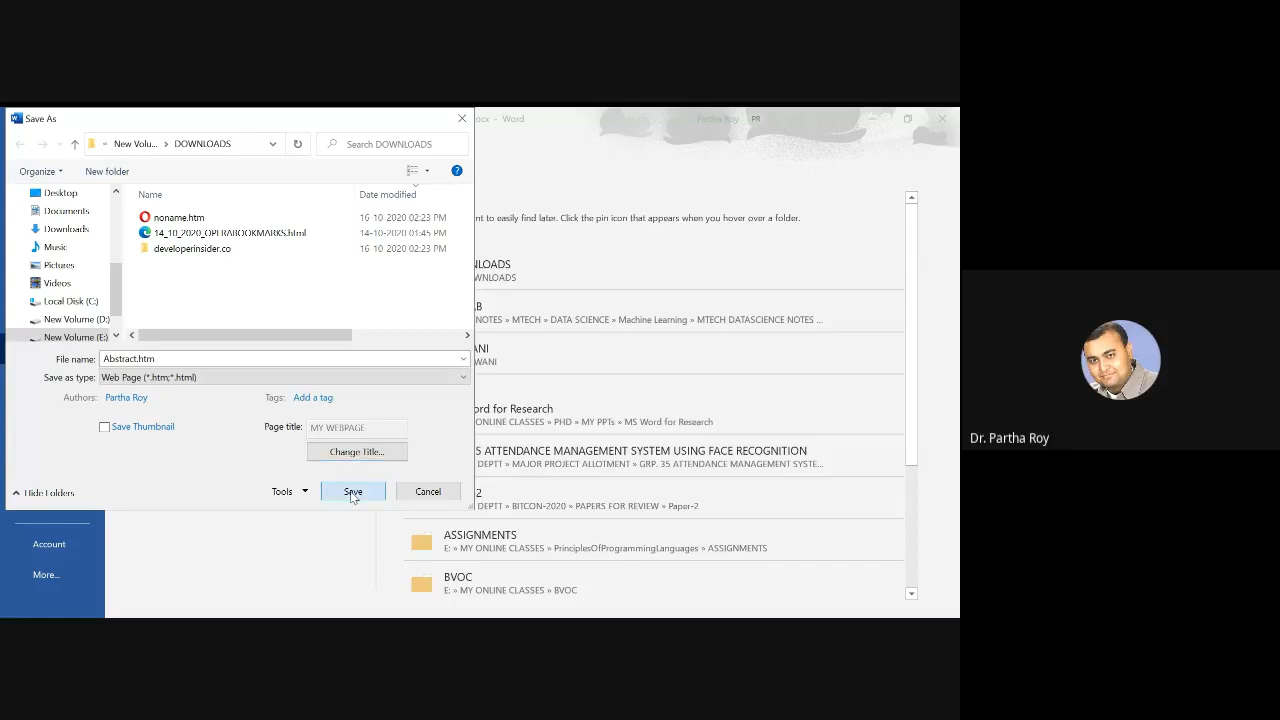 Save As
ocx - Word
Partha Roy PR
New Volu... › DOWNLOADS
Search DOWNLOADS
Organize
New folder
Desktop
Documents
Downloads
Music
Pictures
Videos
Local Disk (C:)
New Volume (D:)
New Volume (E:)
Name
Date modified
noname.htm 16-10-2020 02:23 PM
14_10_2020_OPERABOOKMARKS.html 14-10-2020 01:45 PM
developerinsider.co 16-10-2020 02:23 PM
File name: Abstract.htm
Save as type: Web Page (*.htm;*.html)
Authors: Partha Roy
Tags: Add a tag
Save Thumbnail
Page title: MY WEBPAGE
Change Title...
Hide Folders
Tools
Save
Cancel
Account
More...
nt to easily find later. Click the pin icon that appears when you hover over a folder.
NLOADS
WNLOADS
AB
NOTES » MTECH » DATA SCIENCE » Machine Learning » MTECH DATASCIENCE NOTES ...
ANI
WANI
ord for Research
ONLINE CLASSES » PHD » MY PPTs » MS Word for Research
5 ATTENDANCE MANAGEMENT SYSTEM USING FACE RECOGNITION
DEPTT » MAJOR PROJECT ALLOTMENT » GRP. 35 ATTENDANCE MANAGEMENT SYSTE...
2
DEPTT » BITCON-2020 » PAPERS FOR REVIEW » Paper-2
ASSIGNMENTS
E: » MY ONLINE CLASSES » PrinciplesOfProgrammingLanguages » ASSIGNMENTS
BVOC
E: » MY ONLINE CLASSES » BVOC
Dr. Partha Roy